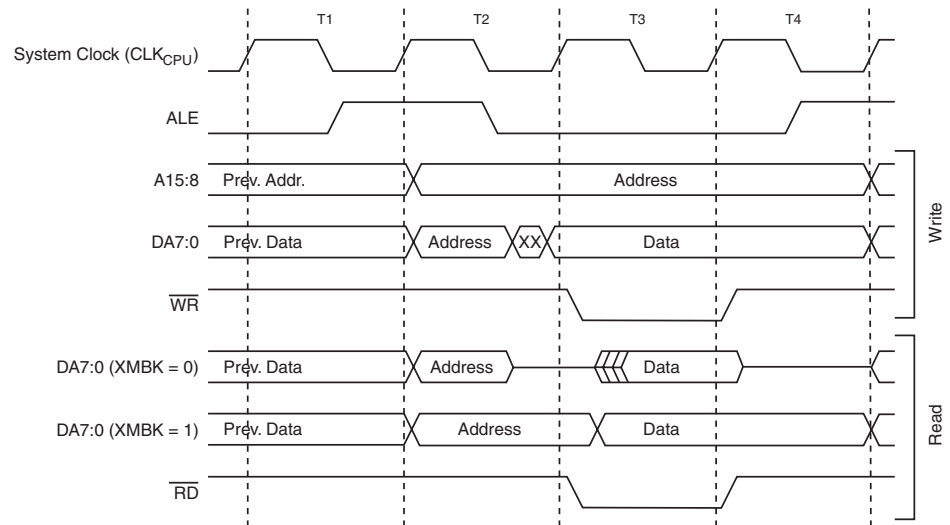 T1 T2 T3 T4
System Clock (CLKCPU)
ALE
A15:8 Prev. Addr. Address
DA7:0 Prev. Data Address XX Data
WR
Write
DA7:0 (XMBK = 0) Prev. Data Address Data
DA7:0 (XMBK = 1) Prev. Data Address Data
RD
Read